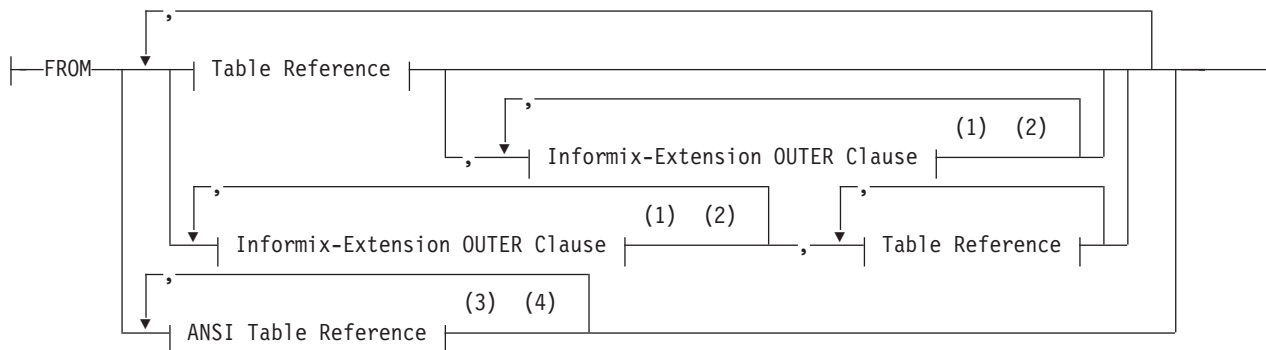 ,
FROM Table Reference
, (1) (2)
, Informix-Extension OUTER Clause
, (1) (2) ,
Informix-Extension OUTER Clause , Table Reference
, (3) (4)
ANSI Table Reference